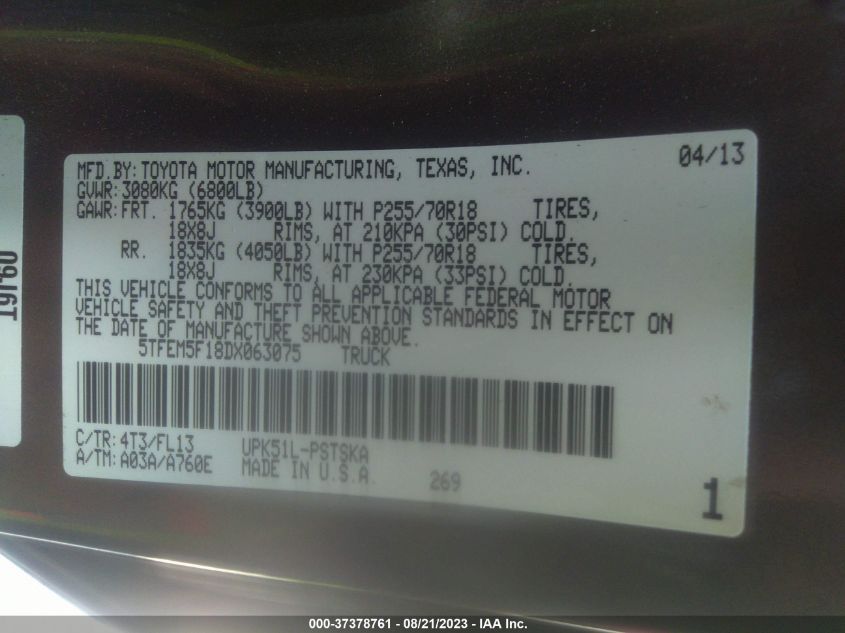 MFD.BY:TOYOTA MOTOR MANUFACTURING, TEXAS, INC. 04/13
GVWR:3080KG (6800LB)
GAWR:FRT. 1765KG (3900LB) WITH P255/70R18 TIRES,
18X8J RIMS, AT 210KPA (30PSI) COLD.
RR. 1835KG (4050LB) WITH P255/70R18 TIRES,
18X8J RIMS, AT 230KPA (33PSI) COLD.
THIS VEHICLE CONFORMS TO ALL APPLICABLE FEDERAL MOTOR
VEHICLE SAFETY AND THEFT PREVENTION STANDARDS IN EFFECT ON
THE DATE OF MANUFACTURE SHOWN ABOVE.
5TFEM5F18DX063075 TRUCK
C/TR:4T3/FL13 UPK51L-PSTSKA
A/TM:A03A/A760E MADE IN U.S.A. 269
1
000-37378761 - 08/21/2023 - IAA Inc.